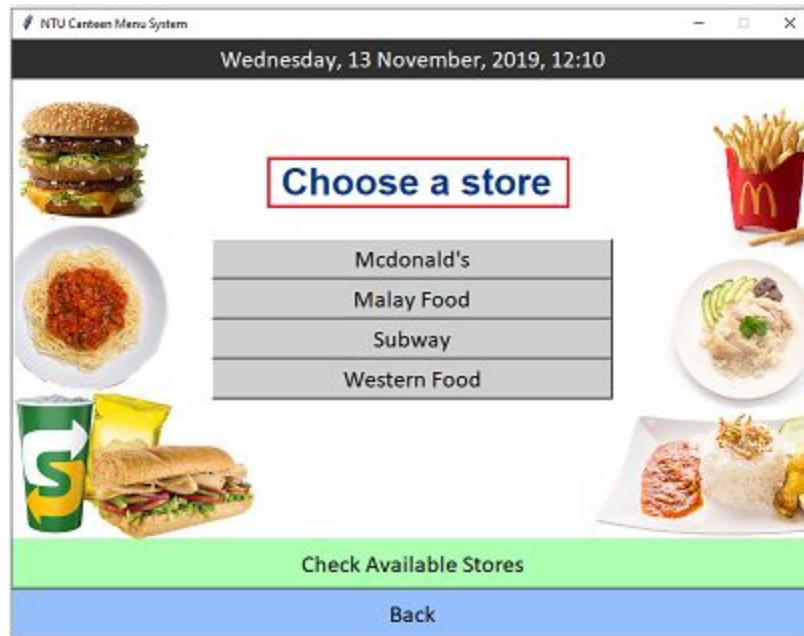 NTU Canteen Menu System
Wednesday, 13 November, 2019, 12:10
Choose a store
Mcdonald's
Malay Food
Subway
Western Food
Check Available Stores
Back